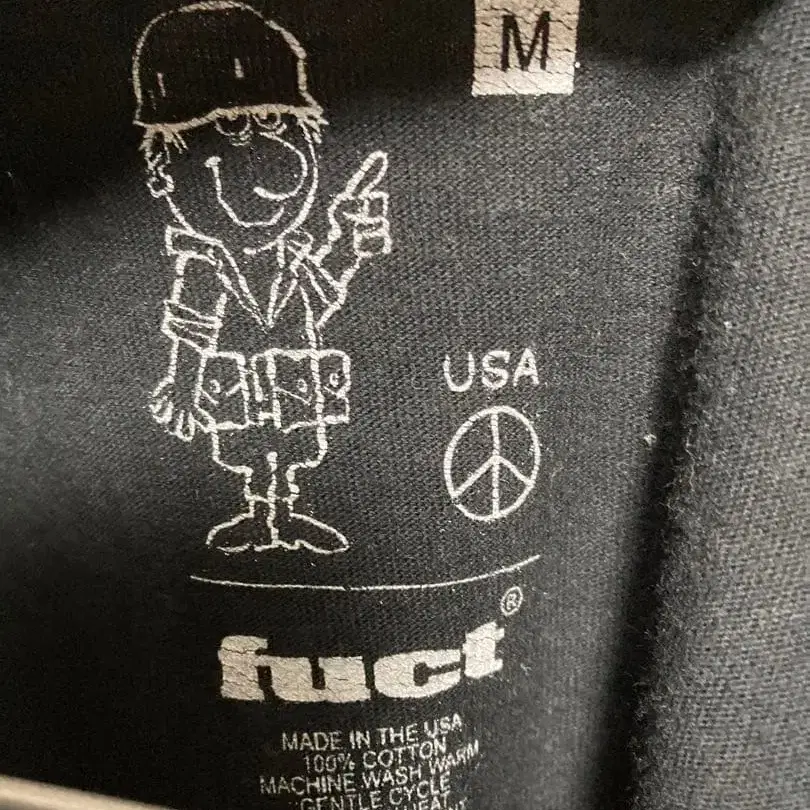 M
USA
fuct®
MADE IN THE USA
100% COTTON
MACHINE WASH WARM
GENTLE CYCLE